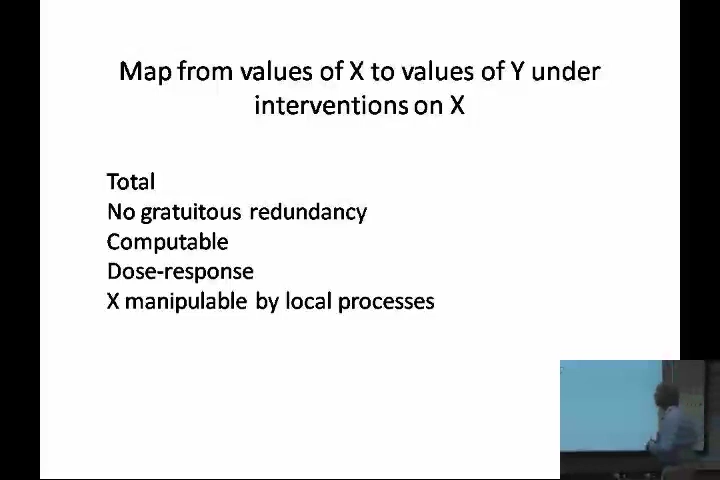 Map from values of X to values of Y under
interventions on X
Total
No gratuitous redundancy
Computable
Dose-response
X manipulable by local processes